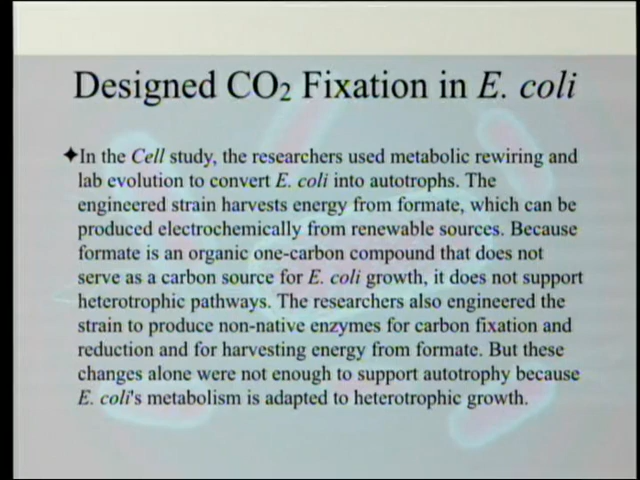 Designed CO₂ Fixation in E. coli
✦In the Cell study, the researchers used metabolic rewiring and
lab evolution to convert E. coli into autotrophs. The
engineered strain harvests energy from formate, which can be
produced electrochemically from renewable sources. Because
formate is an organic one-carbon compound that does not
serve as a carbon source for E. coli growth, it does not support
heterotrophic pathways. The researchers also engineered the
strain to produce non-native enzymes for carbon fixation and
reduction and for harvesting energy from formate. But these
changes alone were not enough to support autotrophy because
E. coli's metabolism is adapted to heterotrophic growth.